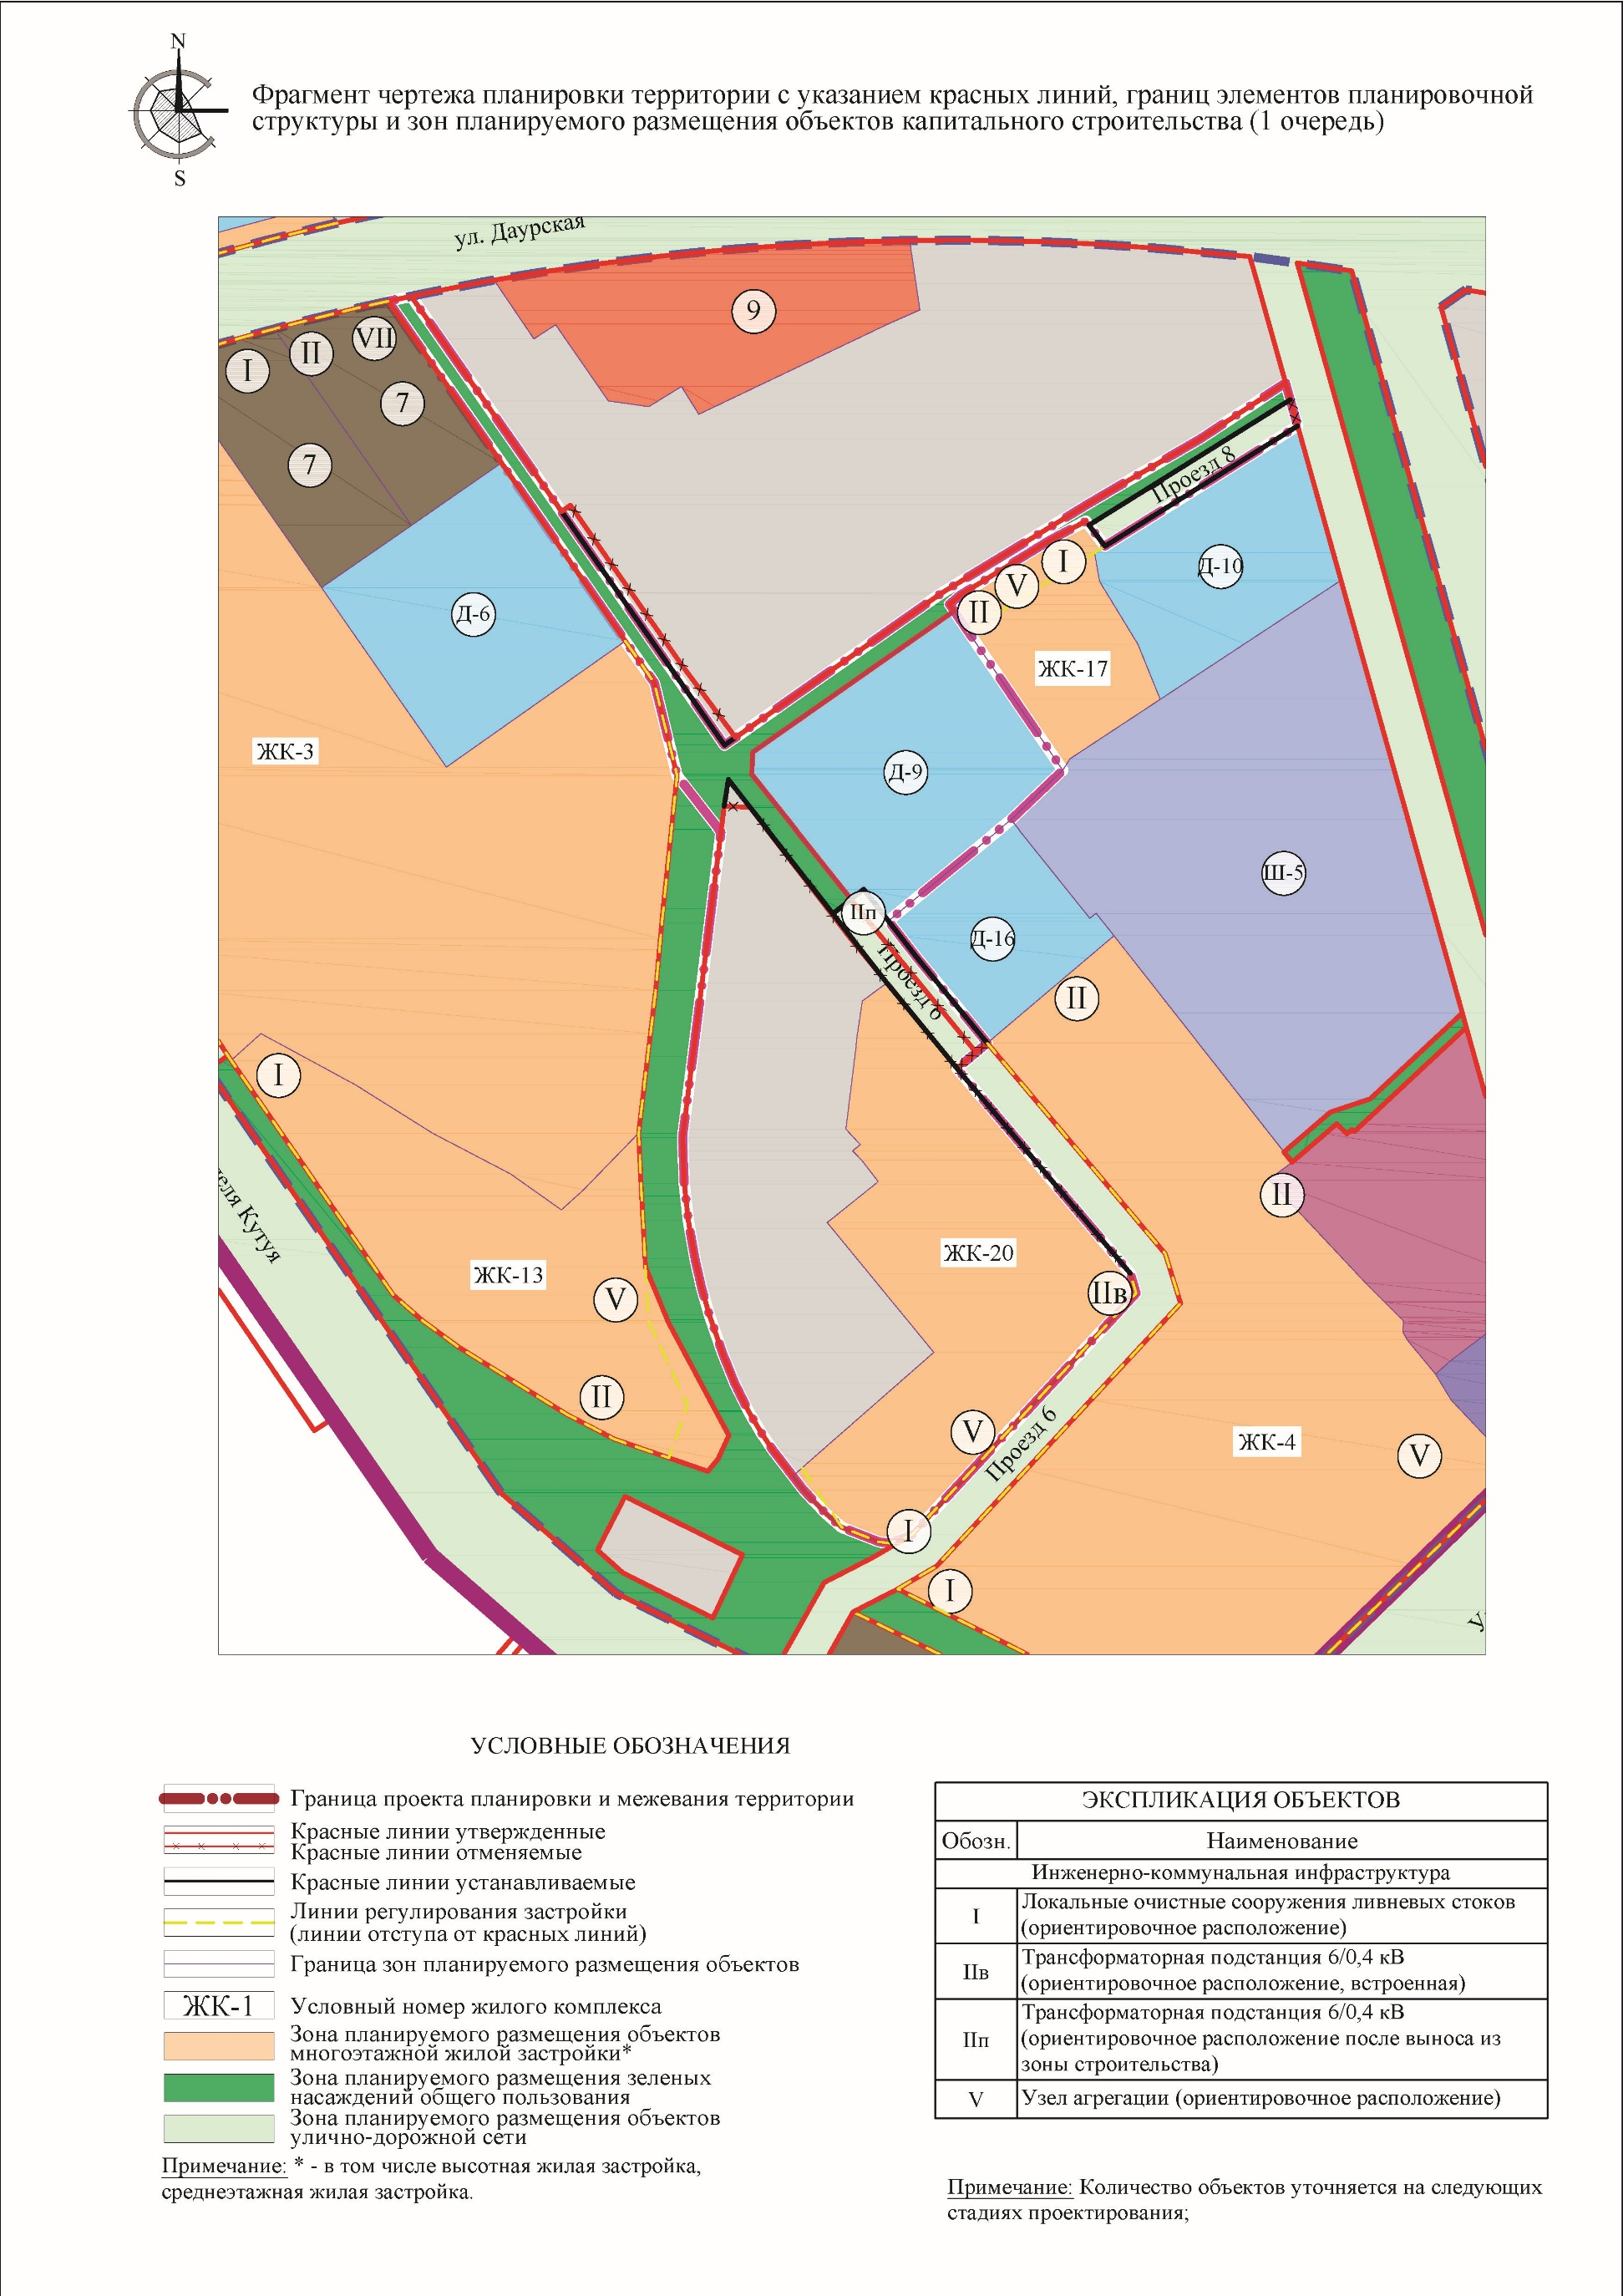 N
S
Фрагмент чертежа планировки территории с указанием красных линий, границ элементов планировочной
структуры и зон планируемого размещения объектов капитального строительства (1 очередь)
ул. Даурская
9
VII
II
I
7
7
Проезд 8
Д-10
I
V
II
Д-6
ЖК-17
ЖК-3
Д-9
Ш-5
IIп
Д-16
Проезд 6
II
I
II
еля Кутуя
ЖК-20
ЖК-13
IIв
V
II
V
Проезд 6
ЖК-4
V
I
I
УСЛОВНЫЕ ОБОЗНАЧЕНИЯ
Граница проекта планировки и межевания территории
Красные линии утвержденные
Красные линии отменяемые
Красные линии устанавливаемые
Линии регулирования застройки
(линии отступа от красных линий)
Граница зон планируемого размещения объектов
ЖК-1 Условный номер жилого комплекса
Зона планируемого размещения объектов
многоэтажной жилой застройки*
Зона планируемого размещения зеленых
насаждений общего пользования
Зона планируемого размещения объектов
улично-дорожной сети
Примечание: * - в том числе высотная жилая застройка,
среднеэтажная жилая застройка.
ЭКСПЛИКАЦИЯ ОБЪЕКТОВ
Обозн. Наименование
Инженерно-коммунальная инфраструктура
I Локальные очистные сооружения ливневых стоков
(ориентировочное расположение)
IIв Трансформаторная подстанция 6/0,4 кВ
(ориентировочное расположение, встроенная)
IIп Трансформаторная подстанция 6/0,4 кВ
(ориентировочное расположение после выноса из
зоны строительства)
V Узел агрегации (ориентировочное расположение)
Примечание: Количество объектов уточняется на следующих
стадиях проектирования;